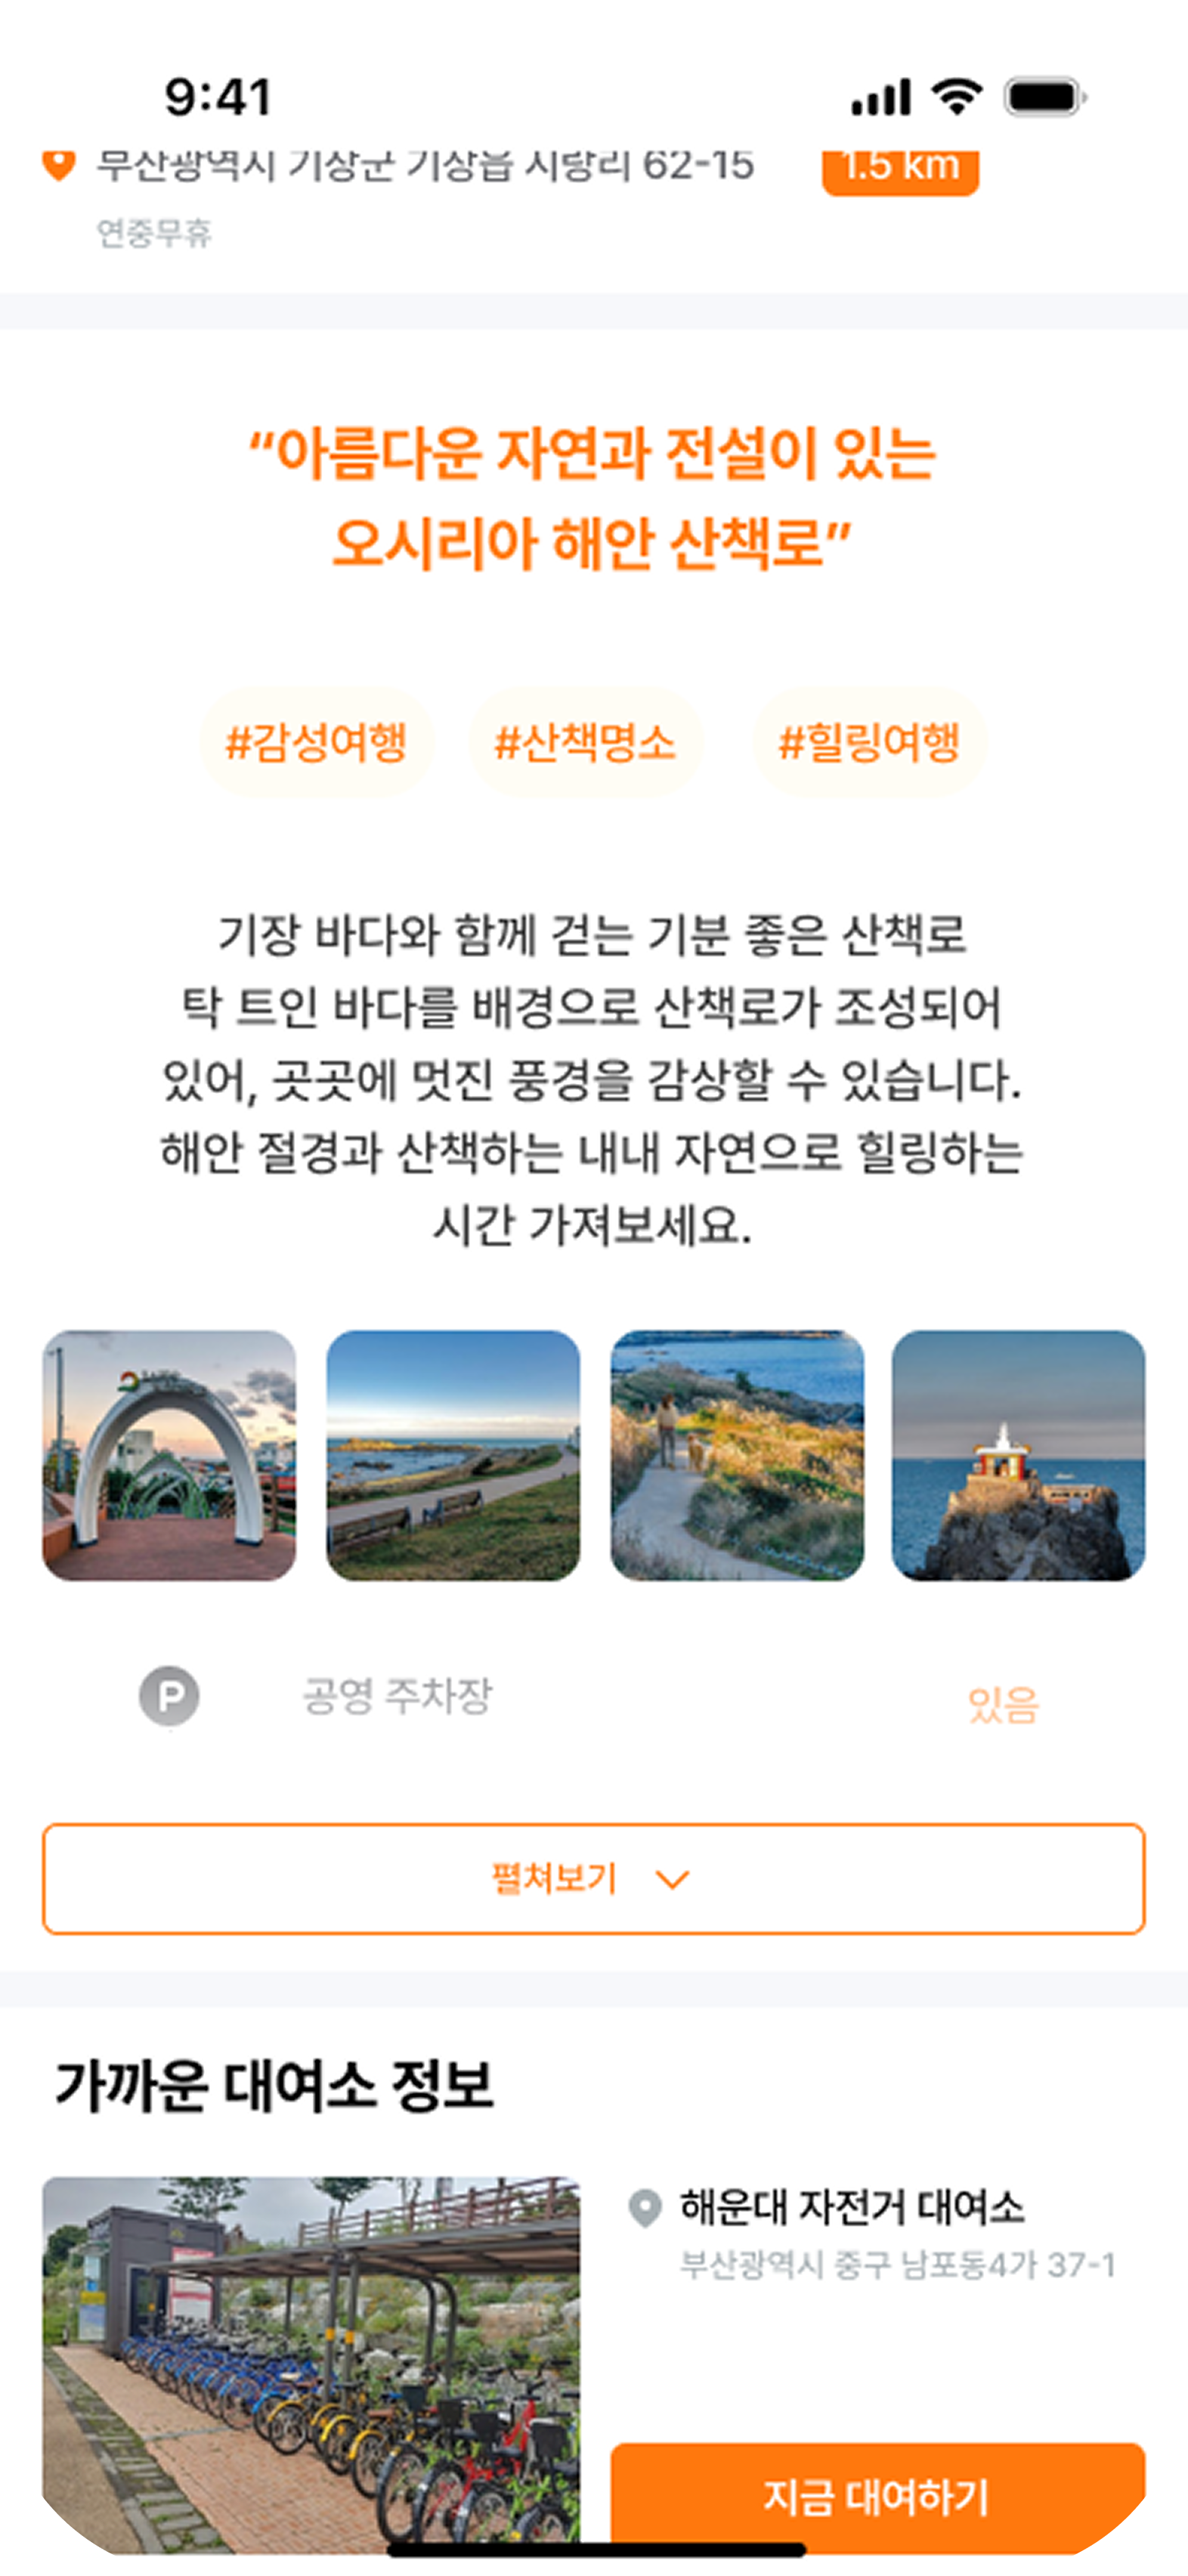 9:41
부산광역시 기장군 기장읍 시랑리 62-15
1.5 km
연중무휴
“아름다운 자연과 전설이 있는
오시리아 해안 산책로”
#감성여행 #산책명소 #힐링여행
기장 바다와 함께 걷는 기분 좋은 산책로
탁 트인 바다를 배경으로 산책로가 조성되어
있어, 곳곳에 멋진 풍경을 감상할 수 있습니다.
해안 절경과 산책하는 내내 자연으로 힐링하는
시간 가져보세요.
P 공영 주차장 있음
펼쳐보기
가까운 대여소 정보
해운대 자전거 대여소
부산광역시 중구 남포동4가 37-1
지금 대여하기